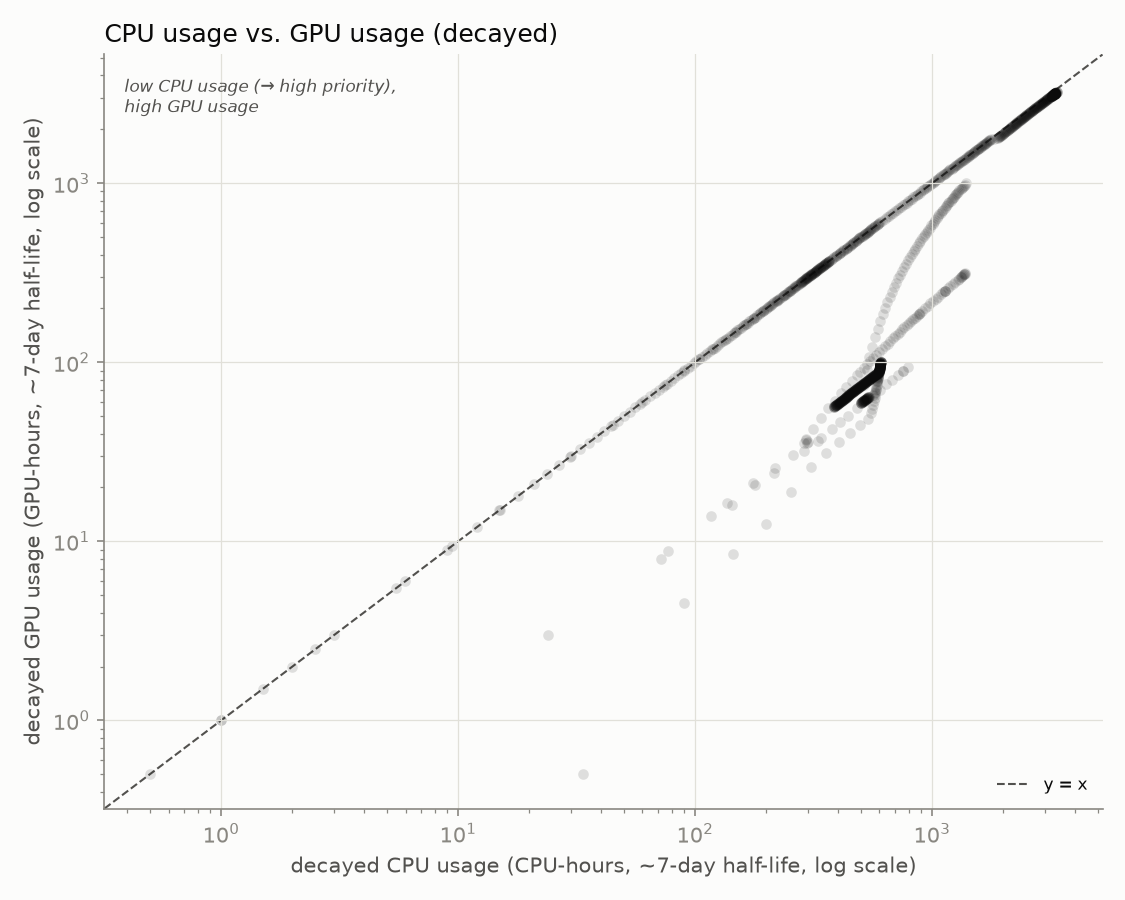 CPU usage vs. GPU usage (decayed)
low CPU usage (→ high priority),
high GPU usage
decayed GPU usage (GPU-hours, ~7-day half-life, log scale)
10³
10²
10¹
10⁰
y = x
10⁰ 10¹ 10² 10³
decayed CPU usage (CPU-hours, ~7-day half-life, log scale)